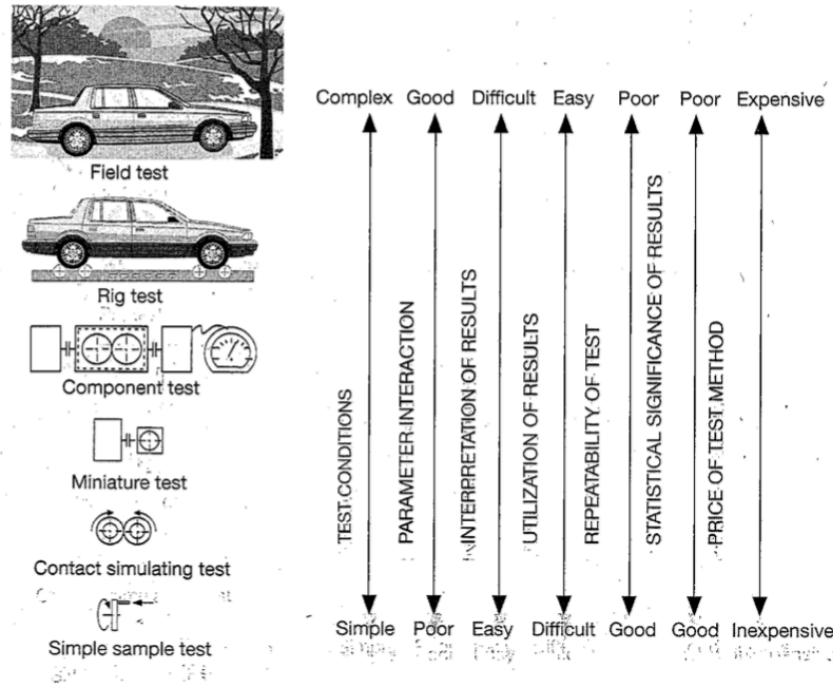 Complex Good Difficult Easy Poor Poor Expensive
Field test
Rig test
Component test
Miniature test
Contact simulating test
Simple sample test
TEST CONDITIONS
PARAMETER INTERACTION
INTERPRETATION OF RESULTS
UTILIZATION OF RESULTS
REPEATABILITY OF TEST
STATISTICAL SIGNIFICANCE OF RESULTS
PRICE OF TEST METHOD
Simple Poor Easy Difficult Good Good Inexpensive